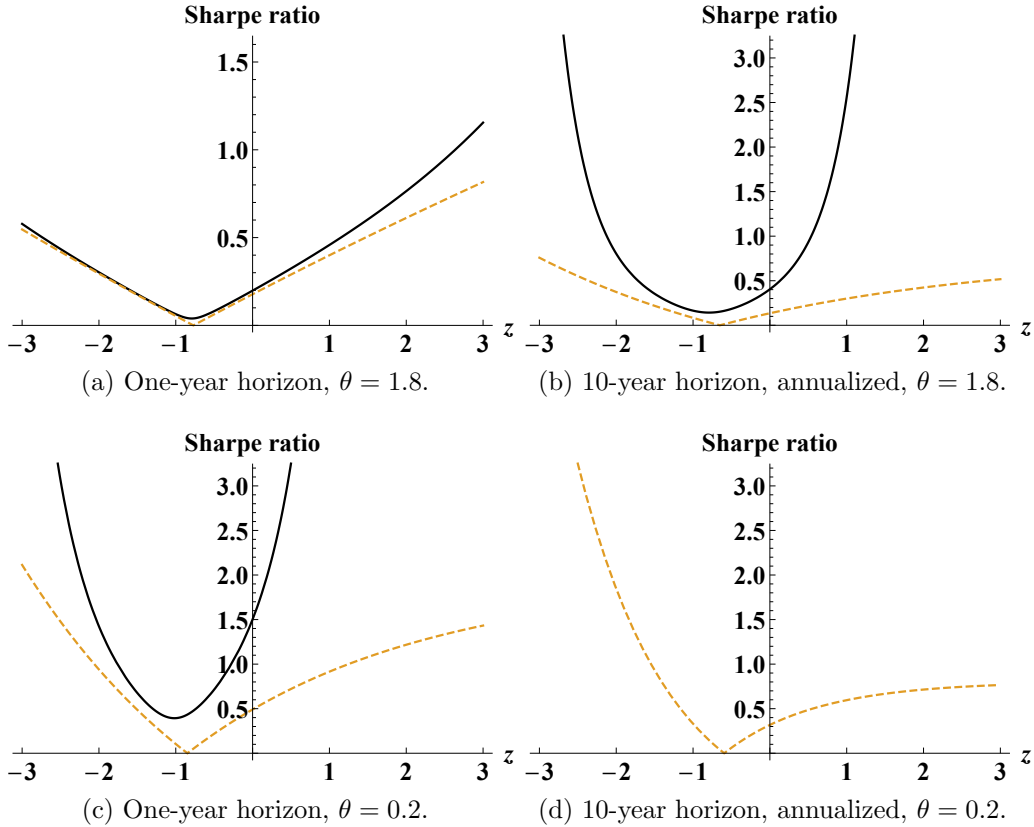 Sharpe ratio
1.5
1.0
0.5
−3 −2 −1 1 2 3 z
(a) One-year horizon, θ = 1.8.
Sharpe ratio
3.0
2.5
2.0
1.5
1.0
0.5
−3 −2 −1 1 2 3 z
(b) 10-year horizon, annualized, θ = 1.8.
Sharpe ratio
3.0
2.5
2.0
1.5
1.0
0.5
−3 −2 −1 1 2 3 z
(c) One-year horizon, θ = 0.2.
Sharpe ratio
3.0
2.5
2.0
1.5
1.0
0.5
−3 −2 −1 1 2 3 z
(d) 10-year horizon, annualized, θ = 0.2.